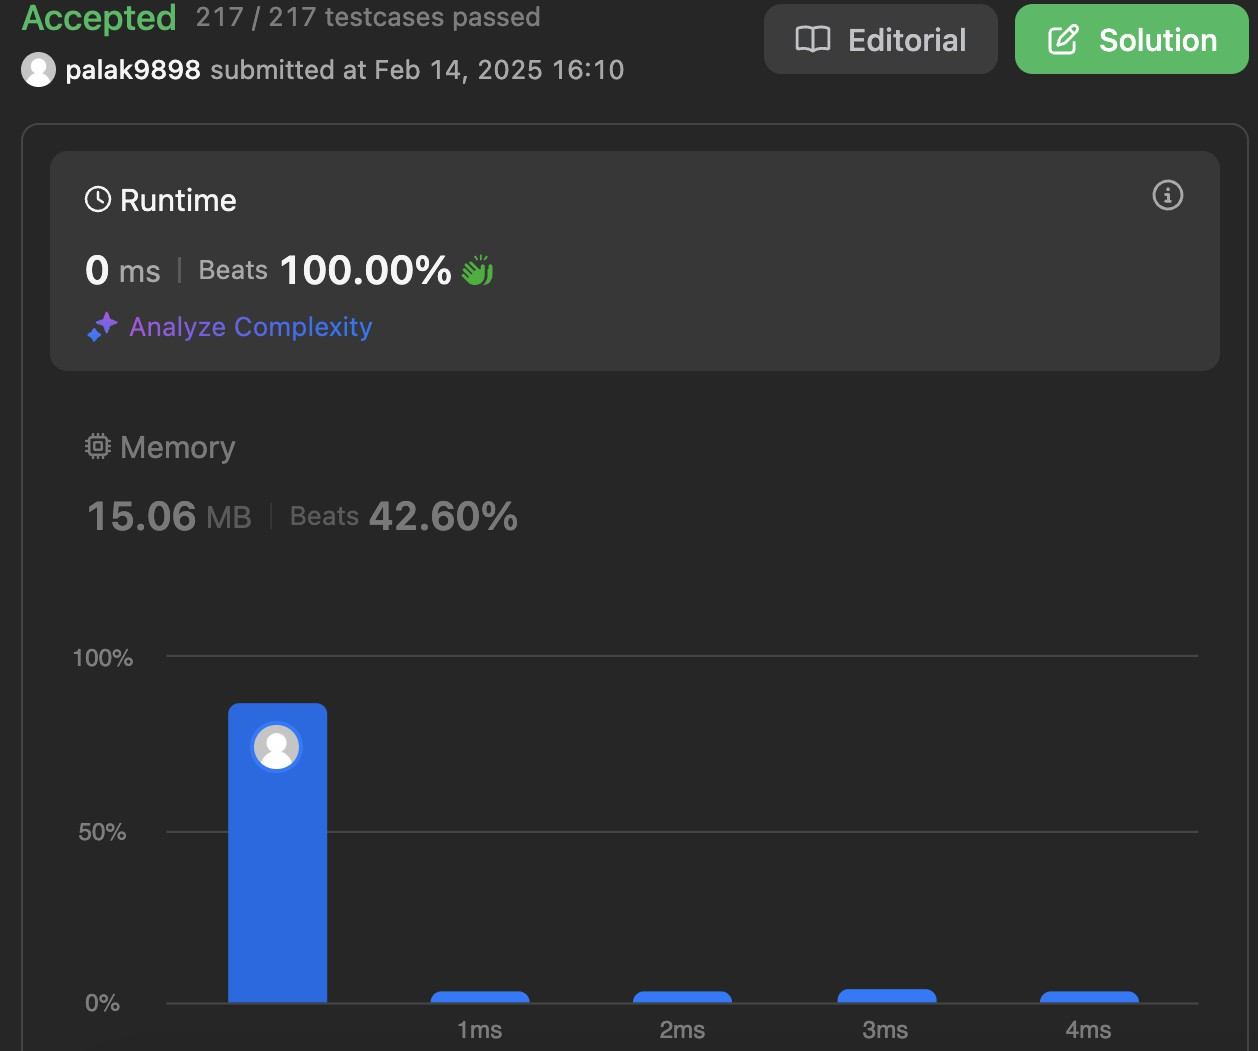 Accepted 217 / 217 testcases passed
Editorial
Solution
palak9898 submitted at Feb 14, 2025 16:10
Runtime
0 ms | Beats 100.00%
Analyze Complexity
Memory
15.06 MB | Beats 42.60%
100%
50%
0%
1ms 2ms 3ms 4ms